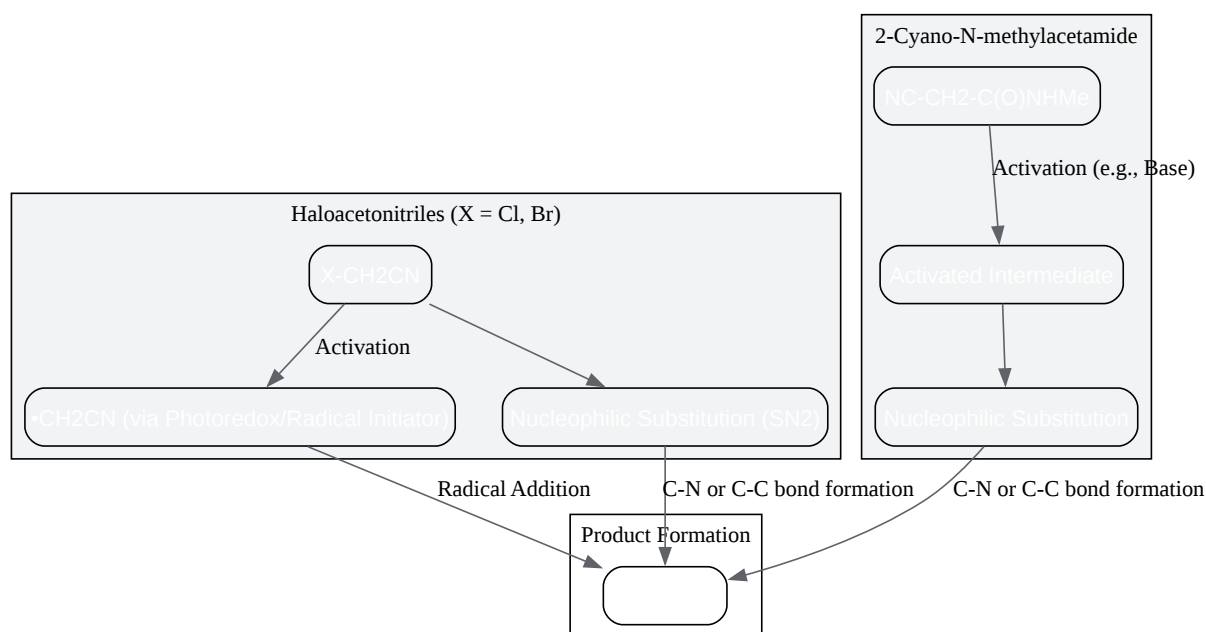 2-Cyano-N-methylacetamide
NC-CH2-C(O)NHMe
Activation (e.g., Base)
Haloacetonitriles (X = Cl, Br)
X-CH2CN
Activated Intermediate
Activation
•CH2CN (via Photoredox/Radical Initiator)
Nucleophilic Substitution (SN2)
Nucleophilic Substitution
Radical Addition
C-N or C-C bond formation
C-N or C-C bond formation
Product Formation